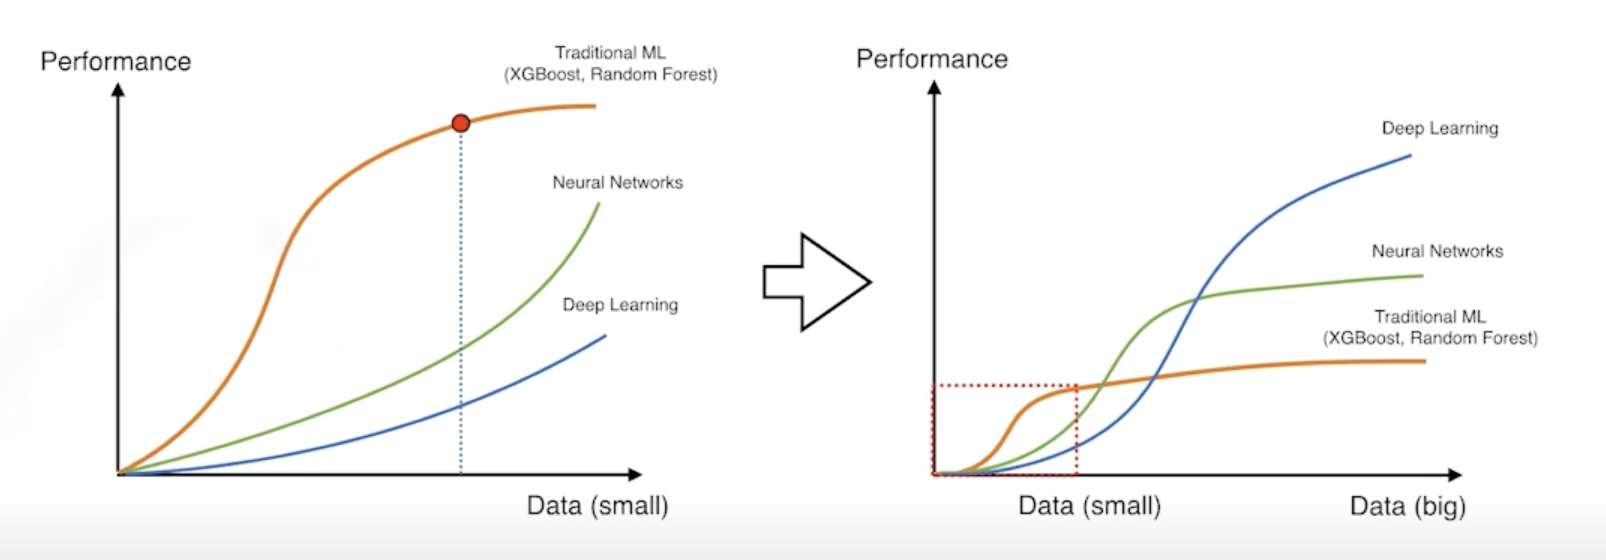 Performance
Traditional ML
(XGBoost, Random Forest)
Neural Networks
Deep Learning
Data (small)
Performance
Deep Learning
Neural Networks
Traditional ML
(XGBoost, Random Forest)
Data (small)
Data (big)